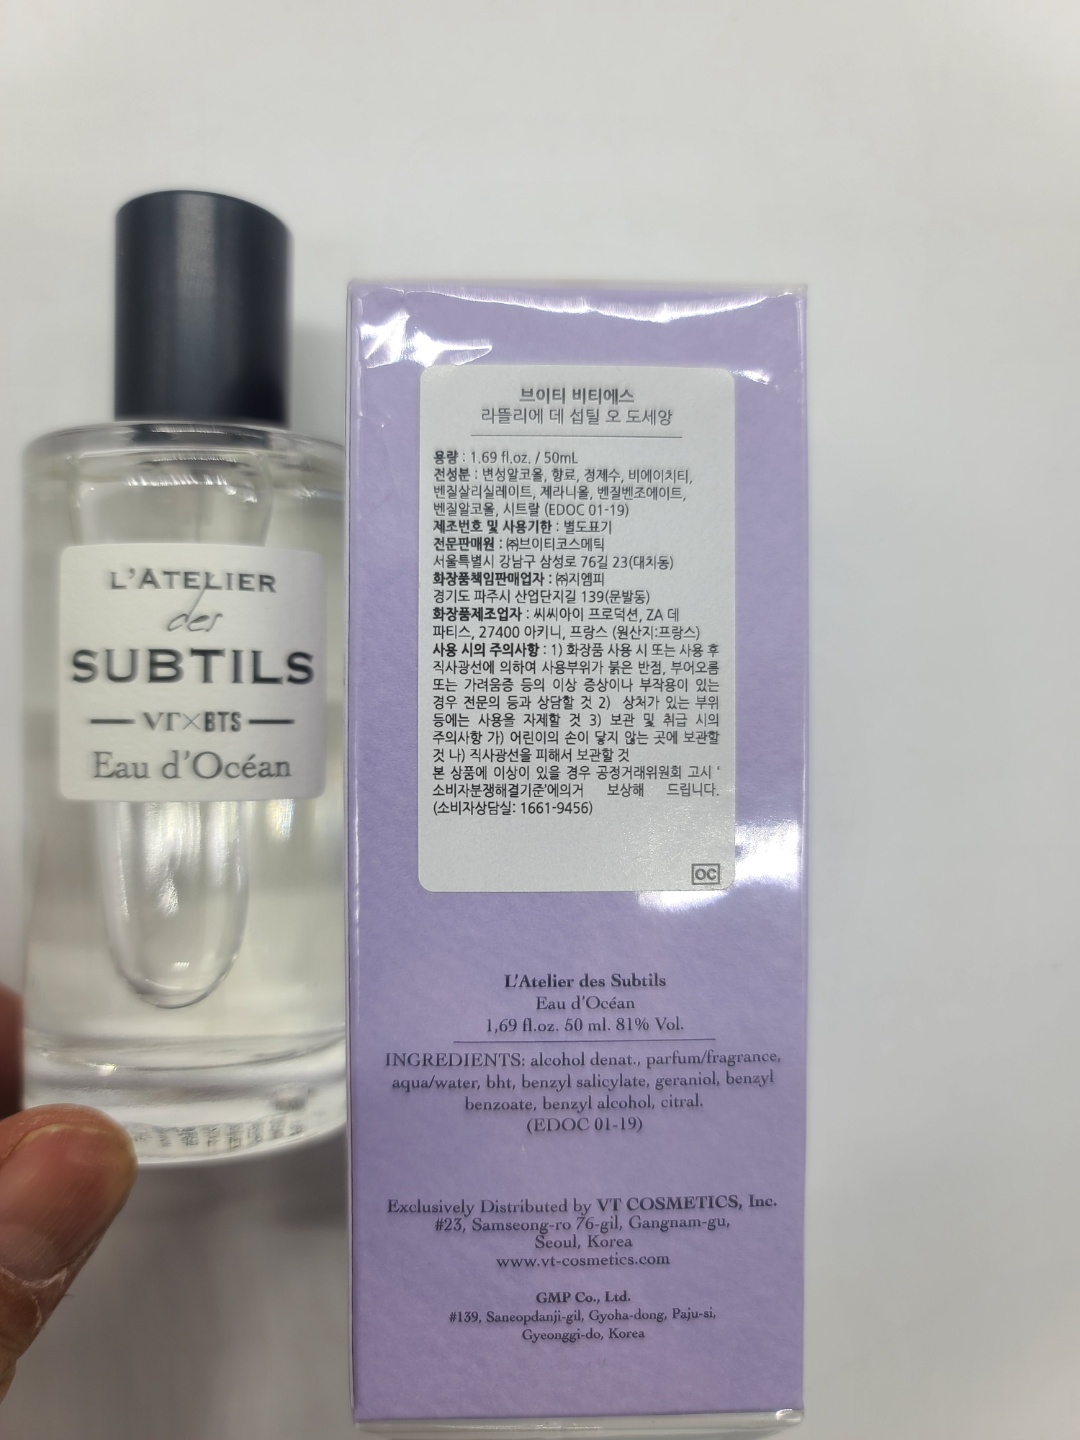 L'ATELIER
des
SUBTILS
VT×BTS
Eau d'Océan
브이티 비티에스
라뜰리에 데 섭틸 오 도세앙
용량 : 1.69 fl.oz. / 50mL
전성분 : 변성알코올, 향료, 정제수, 비에이치티,
벤질살리실레이트, 제라니올, 벤질벤조에이트,
벤질알코올, 시트랄 (EDOC 01-19)
제조번호 및 사용기한 : 별도표기
전문판매원 : ㈜브이티코스메틱
서울특별시 강남구 삼성로 76길 23(대치동)
화장품책임판매업자 : ㈜지엠피
경기도 파주시 산업단지길 139(문발동)
화장품제조업자 : 씨씨아이 프로덕션, ZA 데
파티스, 27400 아키니, 프랑스 (원산지:프랑스)
사용 시의 주의사항 : 1) 화장품 사용 시 또는 사용 후
직사광선에 의하여 사용부위가 붉은 반점, 부어오름
또는 가려움증 등의 이상 증상이나 부작용이 있는
경우 전문의 등과 상담할 것 2) 상처가 있는 부위
등에는 사용을 자제할 것 3) 보관 및 취급 시의
주의사항 가) 어린이의 손이 닿지 않는 곳에 보관할
것 나) 직사광선을 피해서 보관할 것
본 상품에 이상이 있을 경우 공정거래위원회 고시 '
소비자분쟁해결기준'에의거 보상해 드립니다.
(소비자상담실: 1661-9456)
OC
L'Atelier des Subtils
Eau d'Océan
1,69 fl.oz. 50 ml. 81% Vol.
INGREDIENTS: alcohol denat., parfum/fragrance,
aqua/water, bht, benzyl salicylate, geraniol, benzyl
benzoate, benzyl alcohol, citral.
(EDOC 01-19)
Exclusively Distributed by VT COSMETICS, Inc.
#23, Samseong-ro 76-gil, Gangnam-gu,
Seoul, Korea
www.vt-cosmetics.com
GMP Co., Ltd.
#139, Saneopdanji-gil, Gyoha-dong, Paju-si,
Gyeonggi-do, Korea